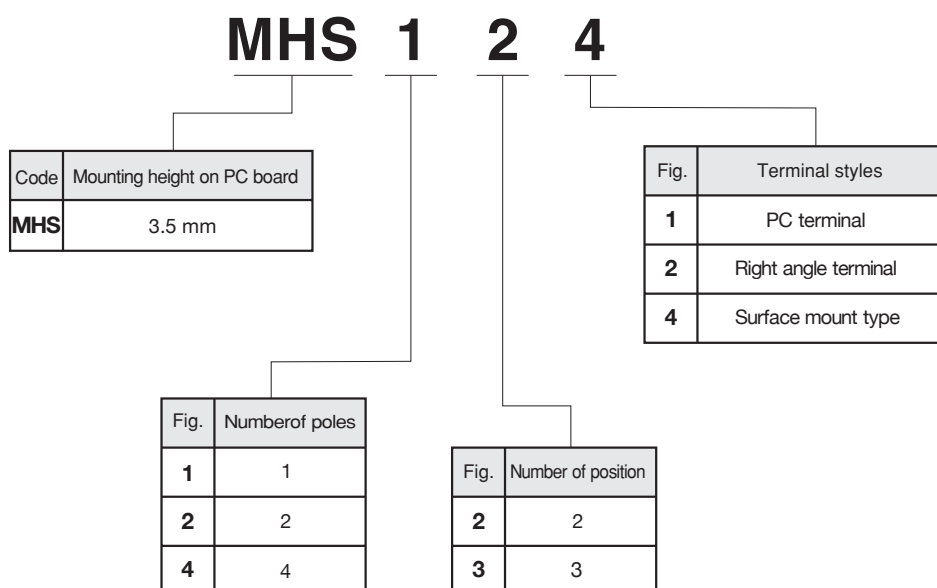 MHS 1 2 4
Code Mounting height on PC board
MHS 3.5 mm
Fig. Terminal styles
1 PC terminal
2 Right angle terminal
4 Surface mount type
Fig. Numberof poles
1 1
2 2
4 4
Fig. Number of position
2 2
3 3